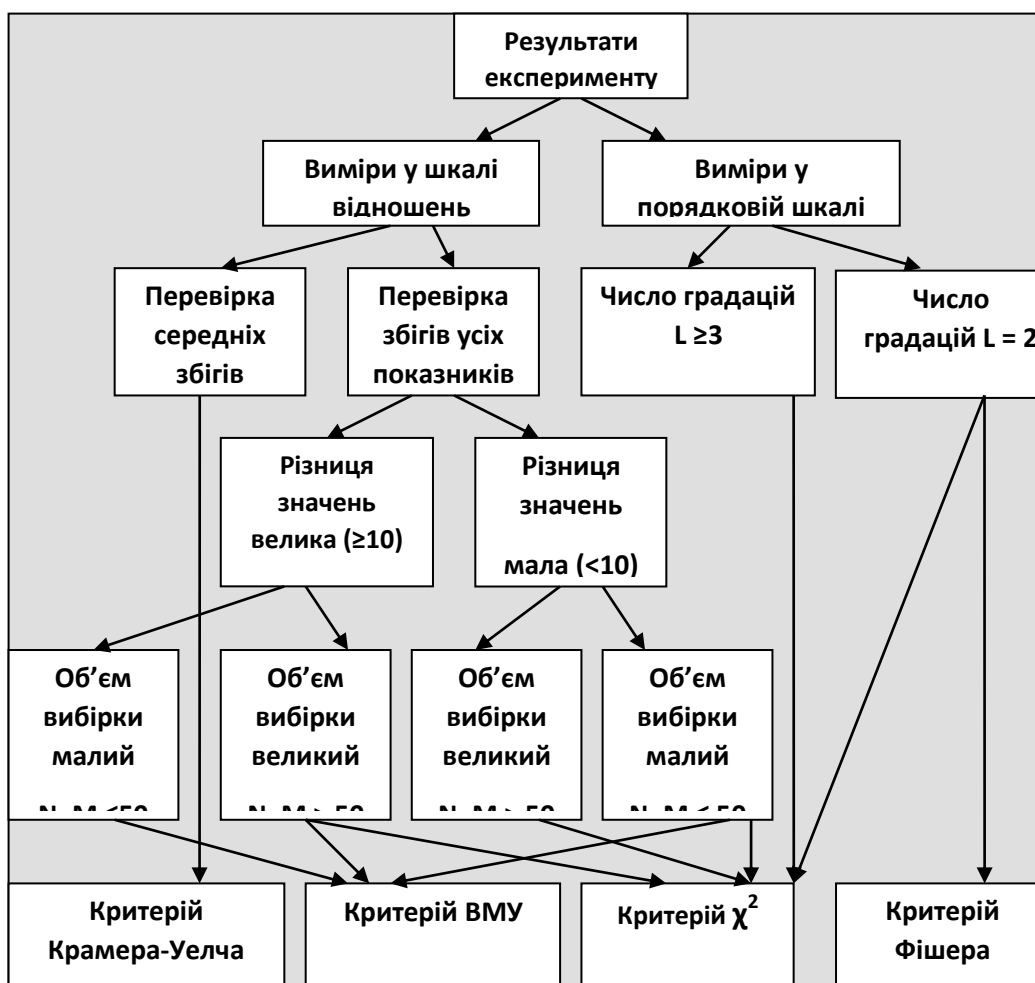 Результати
експерименту
Виміри у шкалі
відношень
Виміри у
порядковій шкалі
Перевірка
середніх
збігів
Перевірка
збігів усіх
показників
Число градацій
L ≥3
Число
градацій L = 2
Різниця
значень
велика (≥10)
Різниця
значень
мала (<10)
Об’єм
вибірки
малий
Об’єм
вибірки
великий
Об’єм
вибірки
великий
Об’єм
вибірки
малий
Критерій
Крамера-Уелча
Критерій ВМУ
Критерій χ²
Критерій
Фішера